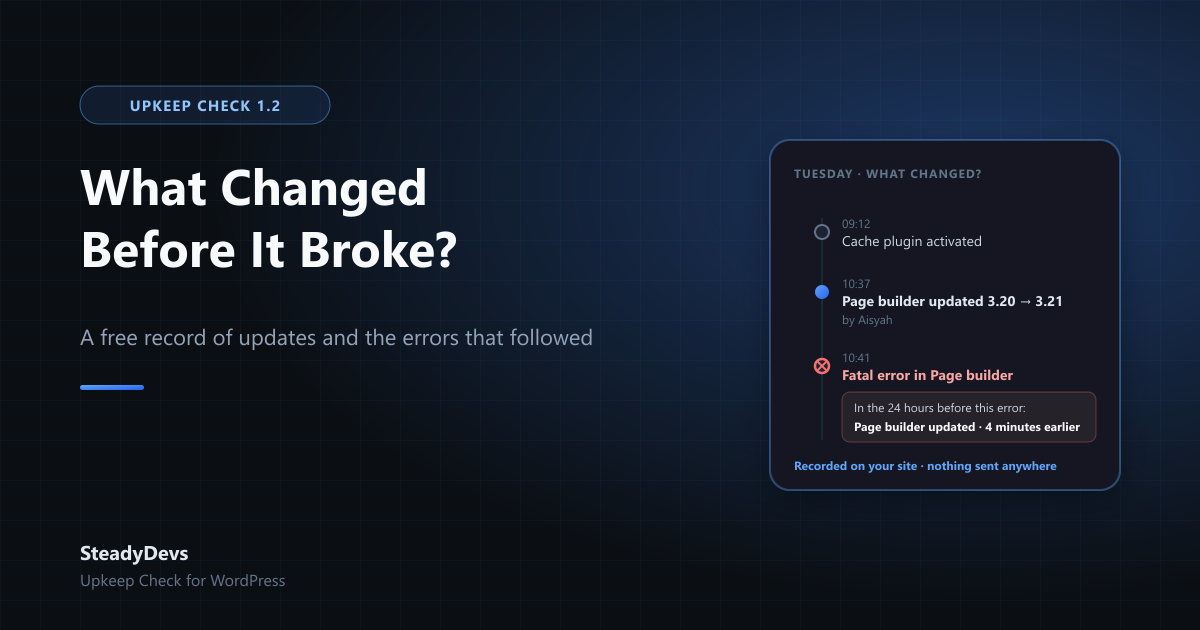 UPKEEP CHECK 1.2
What Changed
Before It Broke?
A free record of updates and the errors that followed
SteadyDevs
Upkeep Check for WordPress
TUESDAY · WHAT CHANGED?
09:12
Cache plugin activated
10:37
Page builder updated 3.20 → 3.21
by Aisyah
10:41
Fatal error in Page builder
In the 24 hours before this error:
Page builder updated · 4 minutes earlier
Recorded on your site · nothing sent anywhere